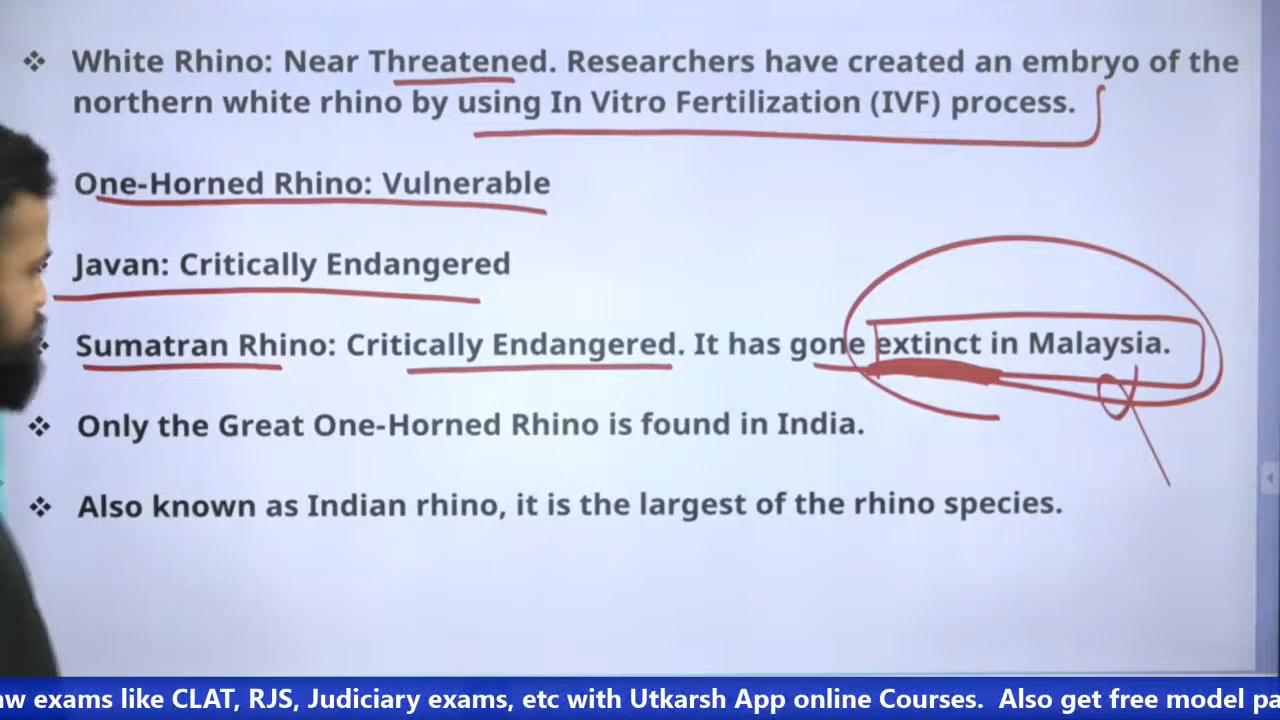 ❖ White Rhino: Near Threatened. Researchers have created an embryo of the
northern white rhino by using In Vitro Fertilization (IVF) process.
One-Horned Rhino: Vulnerable
Javan: Critically Endangered
Sumatran Rhino: Critically Endangered. It has gone extinct in Malaysia.
❖ Only the Great One-Horned Rhino is found in India.
❖ Also known as Indian rhino, it is the largest of the rhino species.
aw exams like CLAT, RJS, Judiciary exams, etc with Utkarsh App online Courses. Also get free model pa